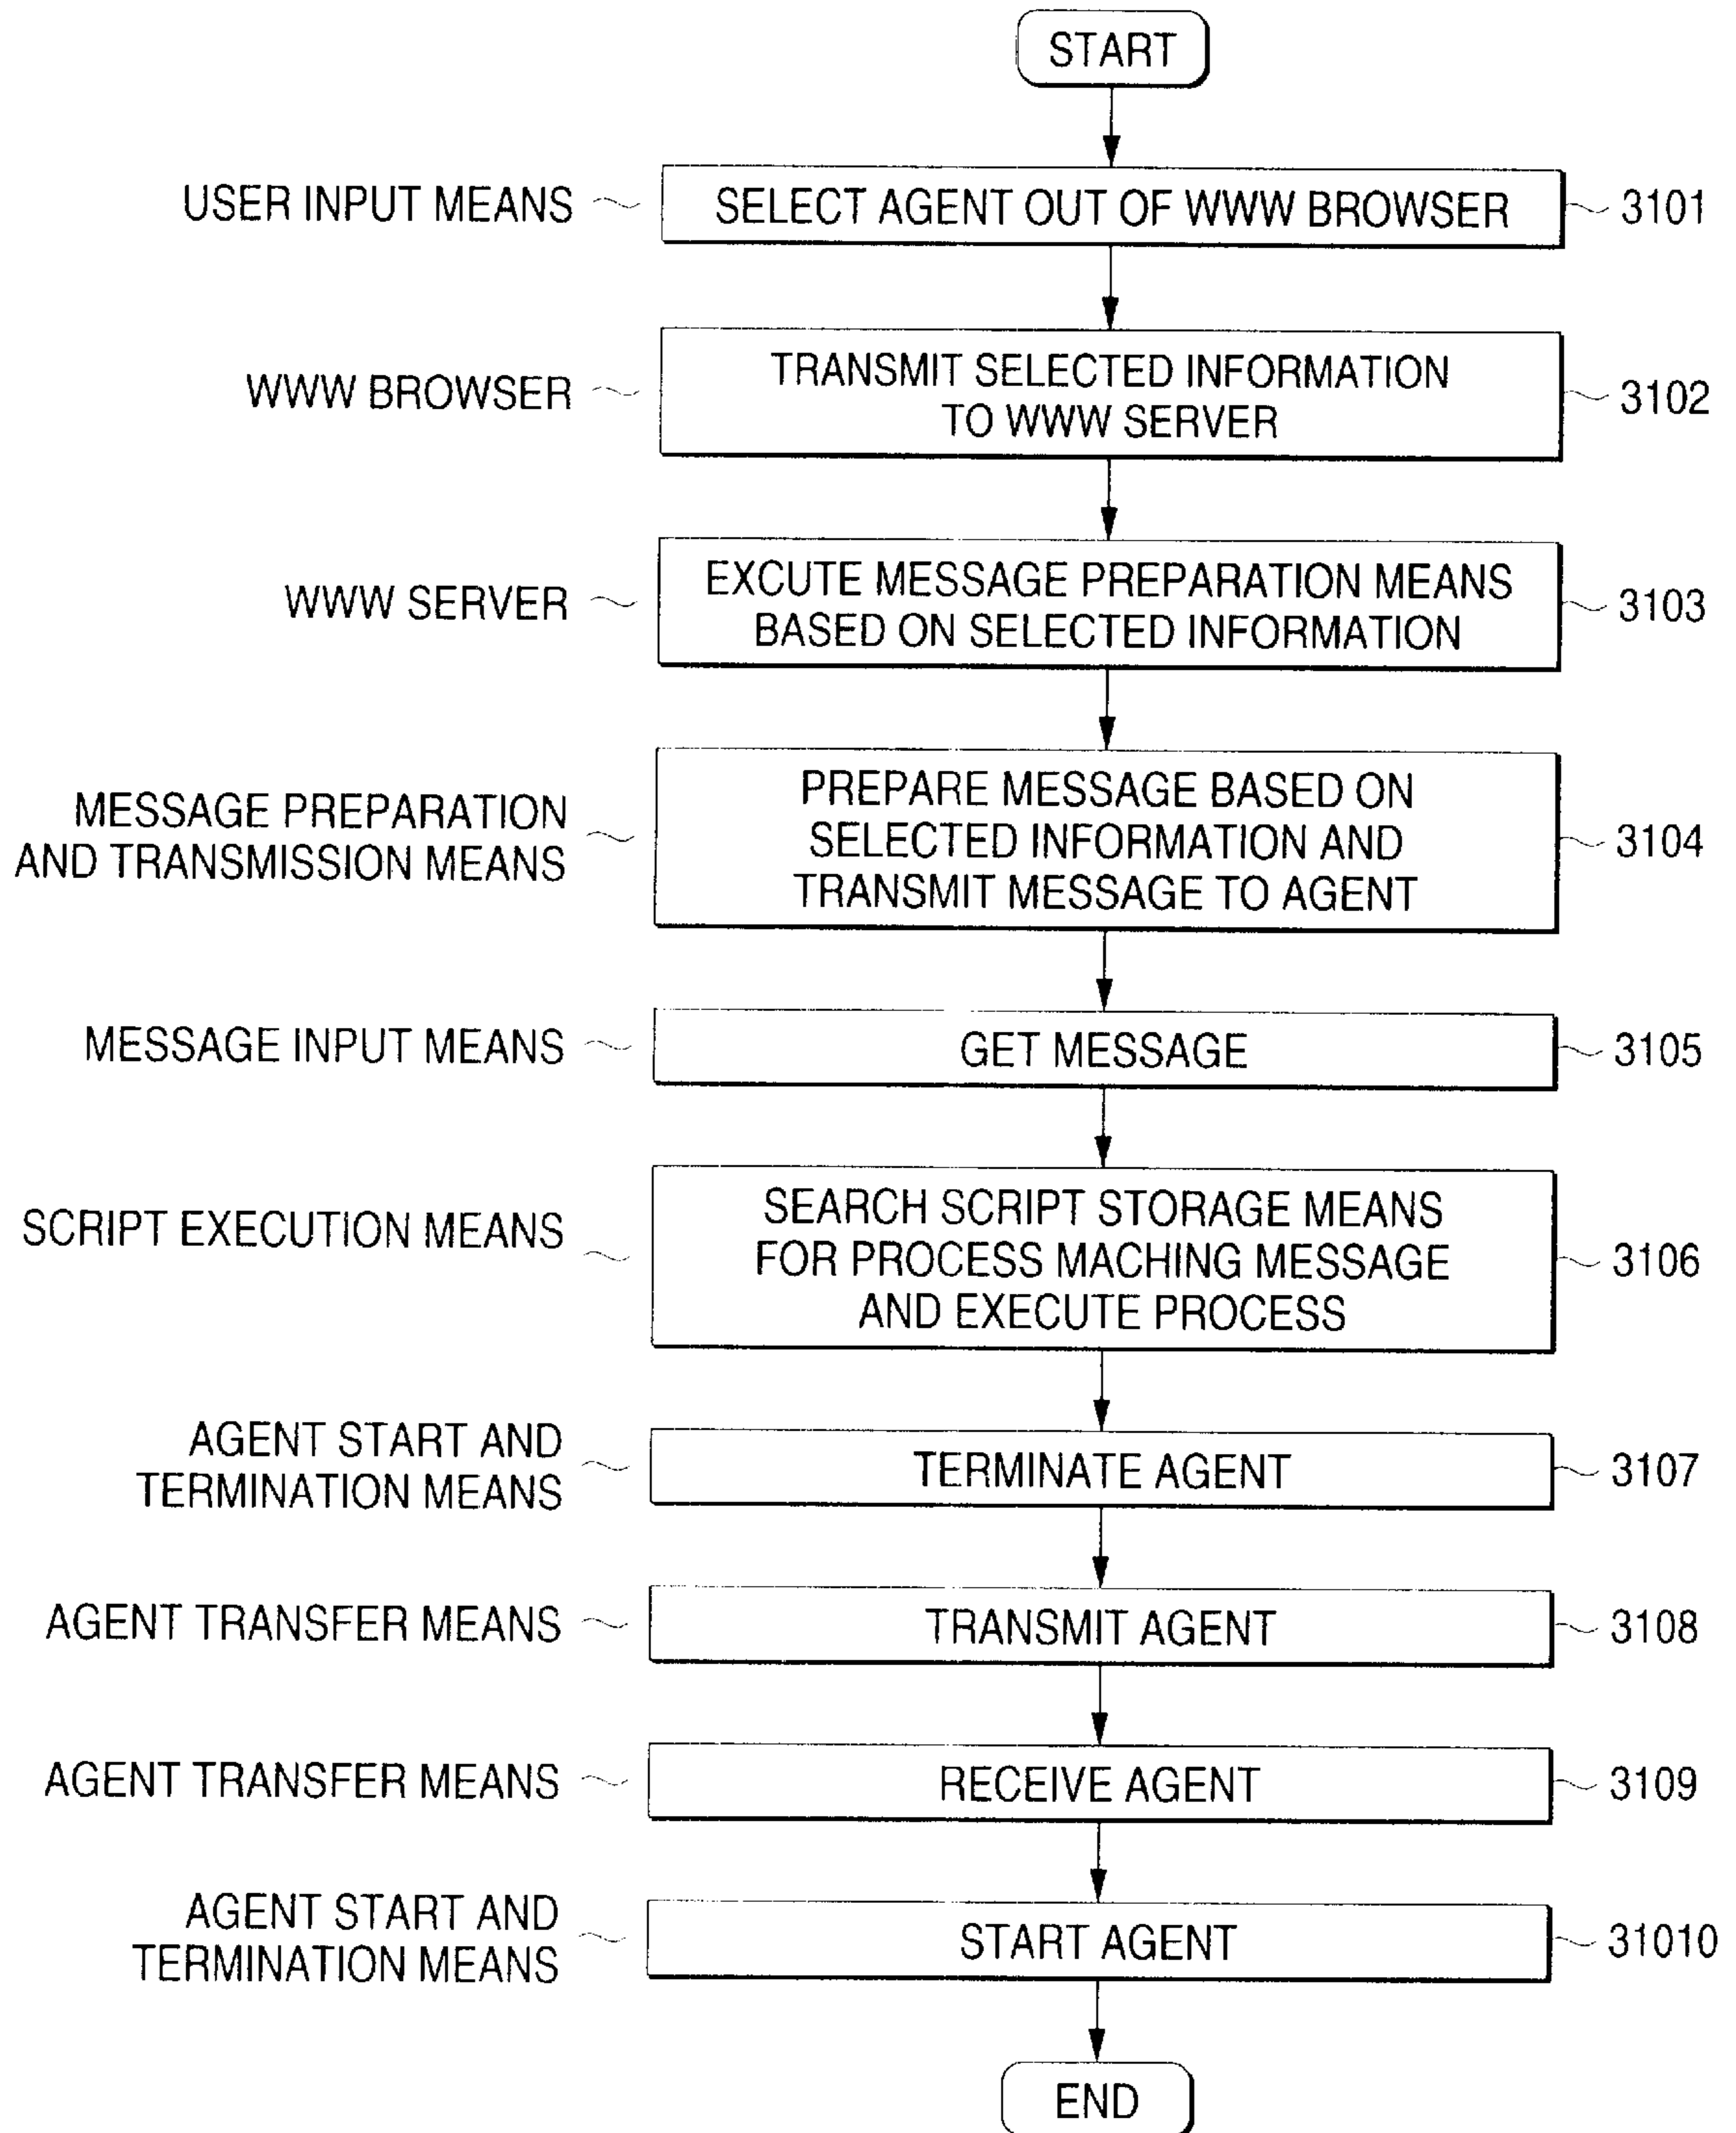 START
USER INPUT MEANS
SELECT AGENT OUT OF WWW BROWSER
3101
WWW BROWSER
TRANSMIT SELECTED INFORMATION
TO WWW SERVER
3102
WWW SERVER
EXCUTE MESSAGE PREPARATION MEANS
BASED ON SELECTED INFORMATION
3103
MESSAGE PREPARATION
AND TRANSMISSION MEANS
PREPARE MESSAGE BASED ON
SELECTED INFORMATION AND
TRANSMIT MESSAGE TO AGENT
3104
MESSAGE INPUT MEANS
GET MESSAGE
3105
SCRIPT EXECUTION MEANS
SEARCH SCRIPT STORAGE MEANS
FOR PROCESS MACHING MESSAGE
AND EXECUTE PROCESS
3106
AGENT START AND
TERMINATION MEANS
TERMINATE AGENT
3107
AGENT TRANSFER MEANS
TRANSMIT AGENT
3108
AGENT TRANSFER MEANS
RECEIVE AGENT
3109
AGENT START AND
TERMINATION MEANS
START AGENT
31010
END